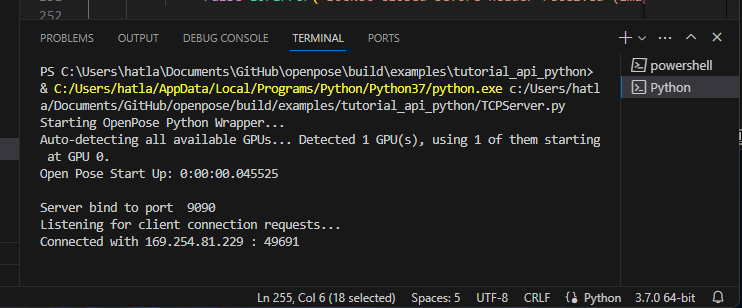 252
PROBLEMS OUTPUT DEBUG CONSOLE TERMINAL PORTS
powershell
Python
PS C:\Users\hatla\Documents\GitHub\openpose\build\examples\tutorial_api_python>
& C:/Users/hatla/AppData/Local/Programs/Python/Python37/python.exe c:/Users/hatl
a/Documents/GitHub/openpose/build/examples/tutorial_api_python/TCPServer.py
Starting OpenPose Python Wrapper...
Auto-detecting all available GPUs... Detected 1 GPU(s), using 1 of them starting
at GPU 0.
Open Pose Start Up: 0:00:00.045525
Server bind to port 9090
Listening for client connection requests...
Connected with 169.254.81.229 : 49691
Ln 255, Col 6 (18 selected) Spaces: 5 UTF-8 CRLF Python 3.7.0 64-bit